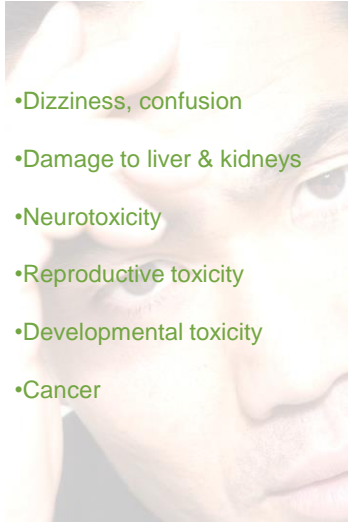 •Dizziness, confusion
•Damage to liver & kidneys
•Neurotoxicity
•Reproductive toxicity
•Developmental toxicity
•Cancer